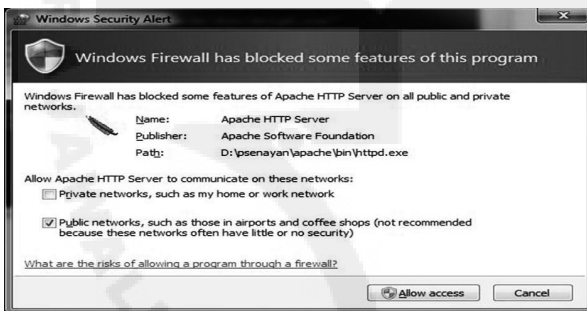 Windows Security Alert
Windows Firewall has blocked some features of this program
Windows Firewall has blocked some features of Apache HTTP Server on all public and private
networks.
Name: Apache HTTP Server
Publisher: Apache Software Foundation
Path: D:\psenayan\apache\bin\httpd.exe
Allow Apache HTTP Server to communicate on these networks:
Private networks, such as my home or work network
Public networks, such as those in airports and coffee shops (not recommended
because these networks often have little or no security)
What are the risks of allowing a program through a firewall?
Allow access Cancel